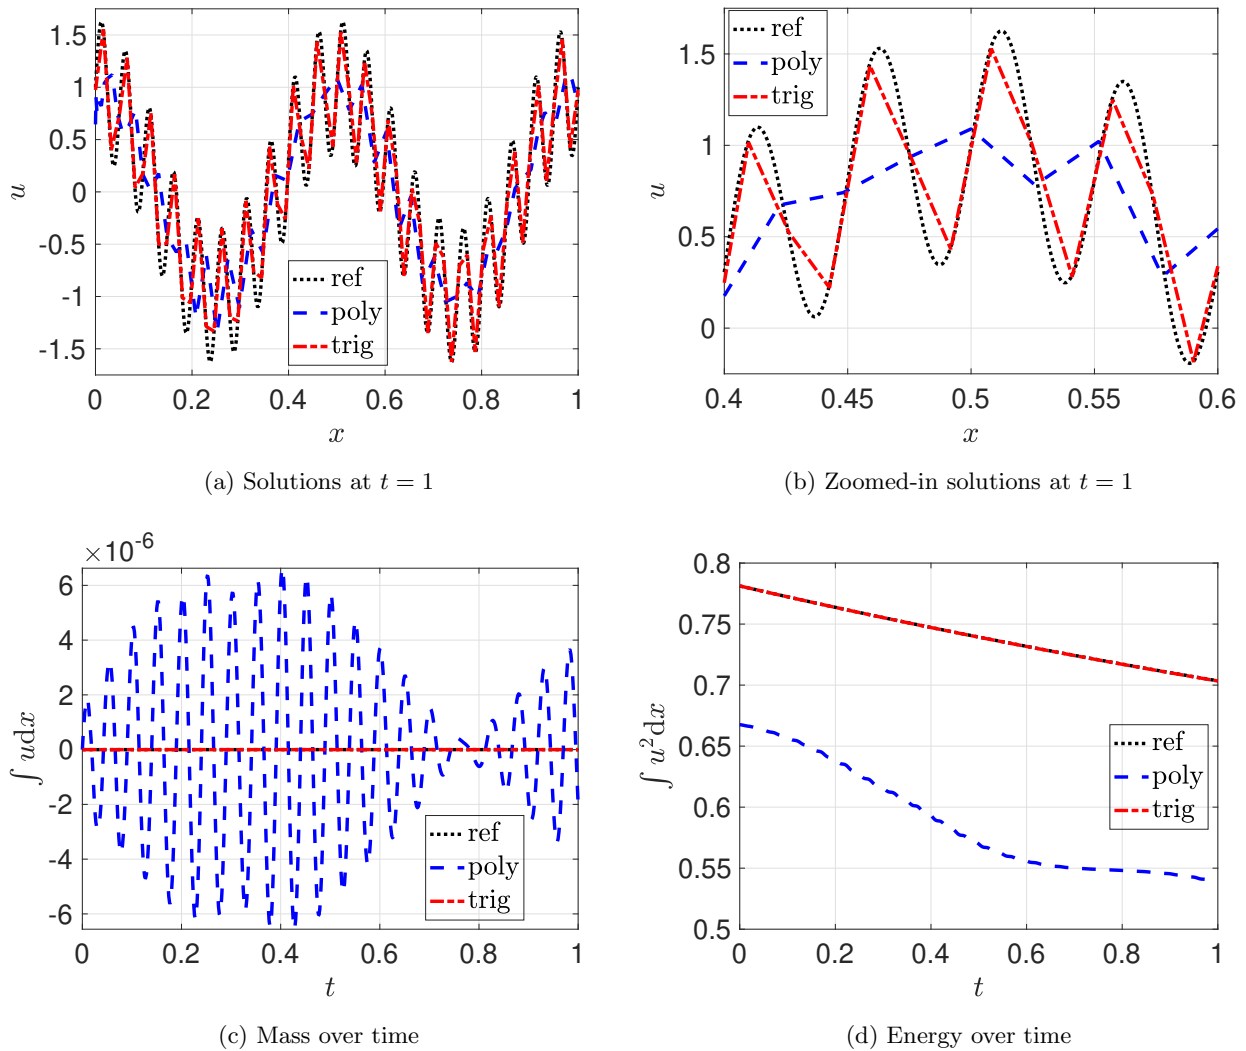 1.5
1
0.5
0
-0.5
-1
-1.5
u
ref
poly
trig
0 0.2 0.4 0.6 0.8 1
x
(a) Solutions at t = 1
1.5
1
0.5
0
u
ref
poly
trig
0.4 0.45 0.5 0.55 0.6
x
(b) Zoomed-in solutions at t = 1
×10-6
6
4
2
0
-2
-4
-6
∫ udx
ref
poly
trig
0 0.2 0.4 0.6 0.8 1
t
(c) Mass over time
0.8
0.75
0.7
0.65
0.6
0.55
0.5
∫ u²dx
ref
poly
trig
0 0.2 0.4 0.6 0.8 1
t
(d) Energy over time